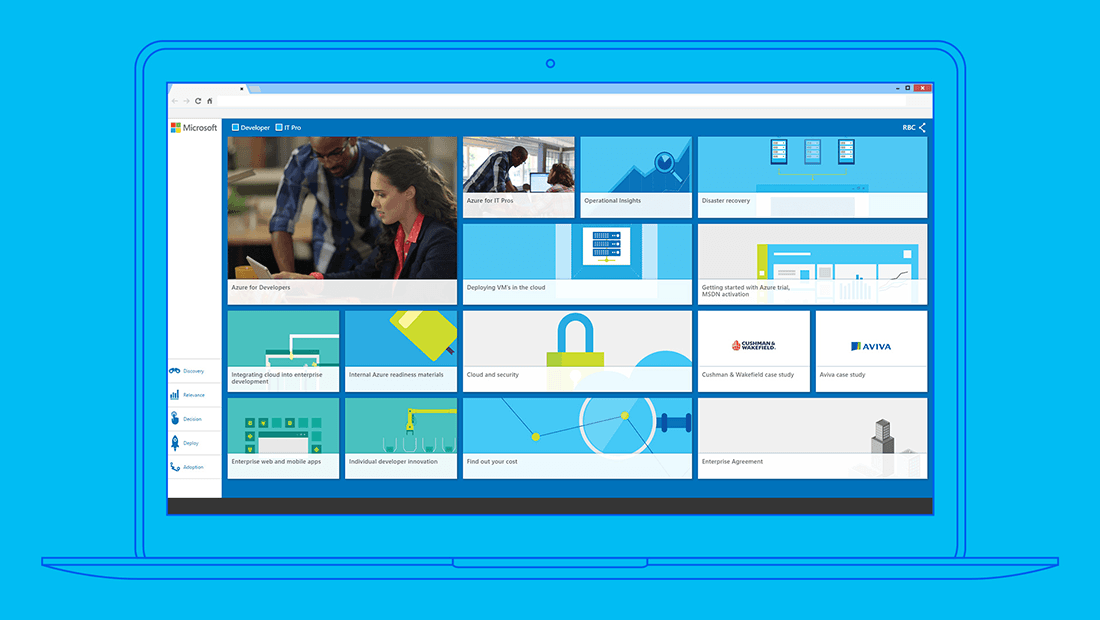 Microsoft
Developer
IT Pro
RBC
Azure for Developers
Azure for IT Pros
Operational Insights
Disaster recovery
Deploying VM's in the cloud
Getting started with Azure trial,
MSDN activation
Integrating cloud into enterprise
development
Internal Azure readiness materials
Cloud and security
CUSHMAN &
WAKEFIELD.
Cushman & Wakefield case study
AVIVA
Aviva case study
Enterprise web and mobile apps
Individual developer innovation
Find out your cost
Enterprise Agreement
Discovery
Relevance
Decision
Deploy
Adoption